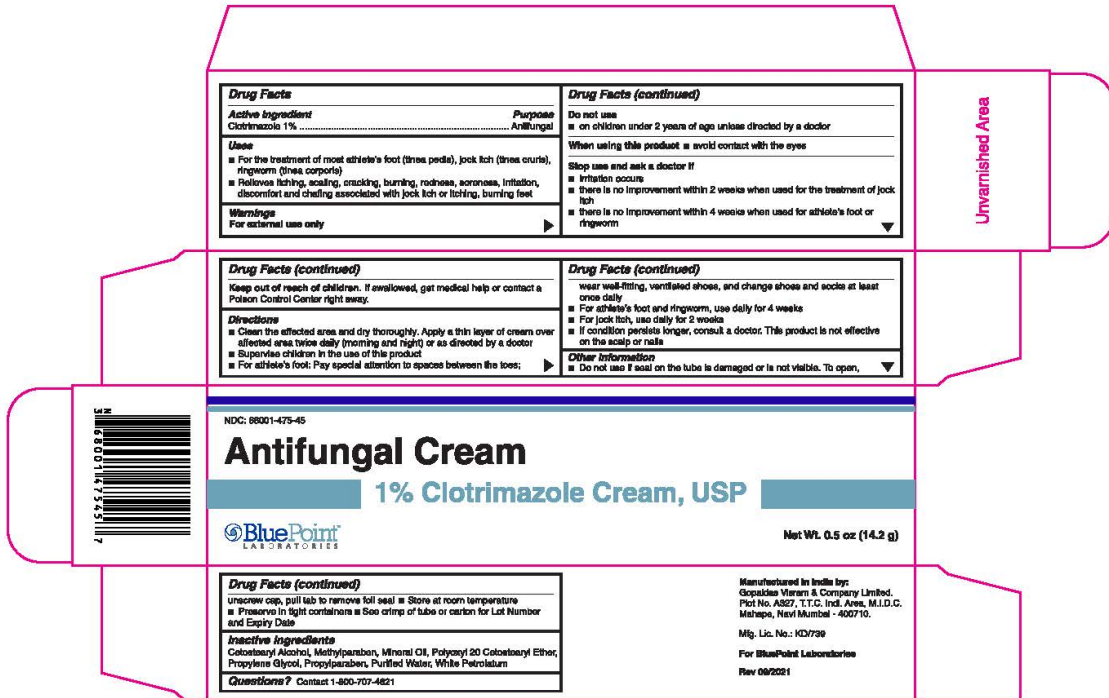 Drug Facts
Active Ingredient Purpose
Clotrimazole 1% ........................................................................ Antifungal
Uses
■ For the treatment of most athlete's foot (tinea pedis), jock itch (tinea cruris),
ringworm (tinea corporis)
■ Relieves itching, scaling, cracking, burning, redness, soreness, irritation,
discomfort and chafing associated with jock itch or itching, burning feet
Warnings
For external use only
Drug Facts (continued)
Do not use
■ on children under 2 years of age unless directed by a doctor
When using this product ■ avoid contact with the eyes
Stop use and ask a doctor if
■ irritation occurs
■ there is no improvement within 2 weeks when used for the treatment of jock
itch
■ there is no improvement within 4 weeks when used for athlete's foot or
ringworm
Unvarnished Area
Drug Facts (continued)
Keep out of reach of children. If swallowed, get medical help or contact a
Poison Control Center right away.
Directions
■ Clean the affected area and dry thoroughly. Apply a thin layer of cream over
affected area twice daily (morning and night) or as directed by a doctor
■ Supervise children in the use of this product
■ For athlete's foot: Pay special attention to spaces between the toes;
Drug Facts (continued)
wear well-fitting, ventilated shoes, and change shoes and socks at least
once daily
■ For athlete's foot and ringworm, use daily for 4 weeks
■ For jock itch, use daily for 2 weeks
■ If condition persists longer, consult a doctor. This product is not effective
on the scalp or nails
Other information
■ Do not use if seal on the tube is damaged or is not visible. To open,
N
3 68001 47545 7
NDC: 68001-475-45
Antifungal Cream
1% Clotrimazole Cream, USP
BluePoint
LABORATORIES
Net Wt. 0.5 oz (14.2 g)
Drug Facts (continued)
unscrew cap, pull tab to remove foil seal ■ Store at room temperature
■ Preserve in tight containers ■ See crimp of tube or carton for Lot Number
and Expiry Date
Inactive ingredients
Cetostearyl Alcohol, Methylparaben, Mineral Oil, Polyoxyl 20 Cetostearyl Ether,
Propylene Glycol, Propylparaben, Purified Water, White Petrolatum
Questions? Contact 1-800-707-4621
Manufactured in India by:
Gopaldas Visram & Company Limited.
Plot No. A327, T.T.C. Indl. Area, M.I.D.C.
Mahape, Navi Mumbai - 400710.
Mfg. Lic. No.: KD/739
For BluePoint Laboratories
Rev 09/2021